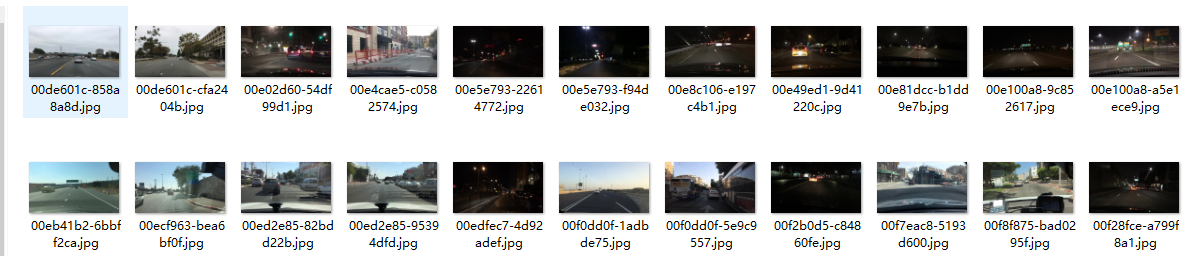 00de601c-858a8a8d.jpg
00de601c-cfa2404b.jpg
00e02d60-54df99d1.jpg
00e4cae5-c0582574.jpg
00e5e793-22614772.jpg
00e5e793-f94de032.jpg
00e8c106-e197c4b1.jpg
00e49ed1-9d41220c.jpg
00e81dcc-b1dd9e7b.jpg
00e100a8-9c852617.jpg
00e100a8-a5e1ece9.jpg
00eb41b2-6bbff2ca.jpg
00ecf963-bea6bf0f.jpg
00ed2e85-82bdd22b.jpg
00ed2e85-95394dfd.jpg
00edfec7-4d92adef.jpg
00f0dd0f-1adbde75.jpg
00f0dd0f-5e9c9557.jpg
00f2b0d5-c84860fe.jpg
00f7eac8-5193d600.jpg
00f8f875-bad0295f.jpg
00f28fce-a799f8a1.jpg